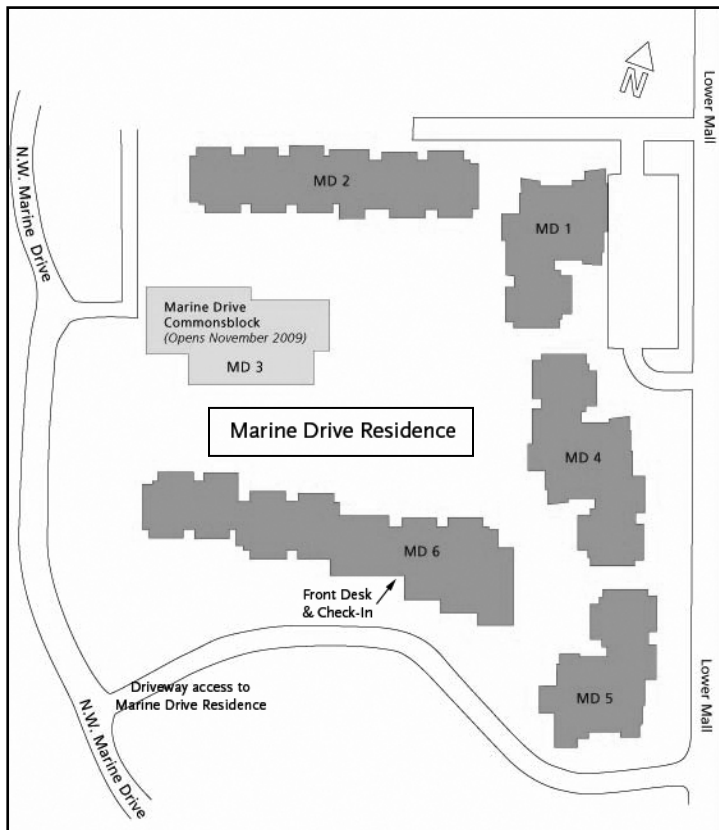 N
Lower Mall
N.W. Marine Drive
MD 2
MD 1
Marine Drive
Commonsblock
(Opens November 2009)
MD 3
Marine Drive Residence
MD 4
MD 6
Front Desk
& Check-In
Driveway access to
Marine Drive Residence
N.W. Marine Drive
MD 5
Lower Mall